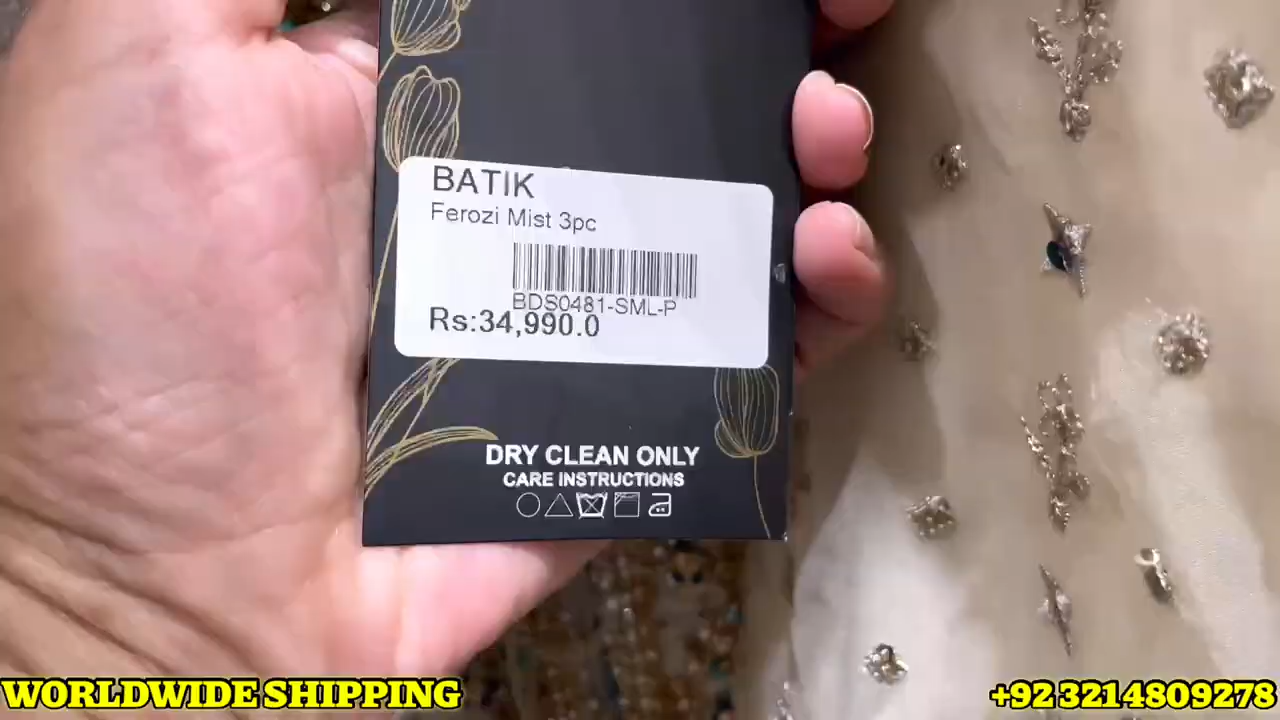 BATIK
Ferozi Mist 3pc
BDS0481-SML-P
Rs:34,990.0
DRY CLEAN ONLY
CARE INSTRUCTIONS
WORLDWIDE SHIPPING
+92 3214809278